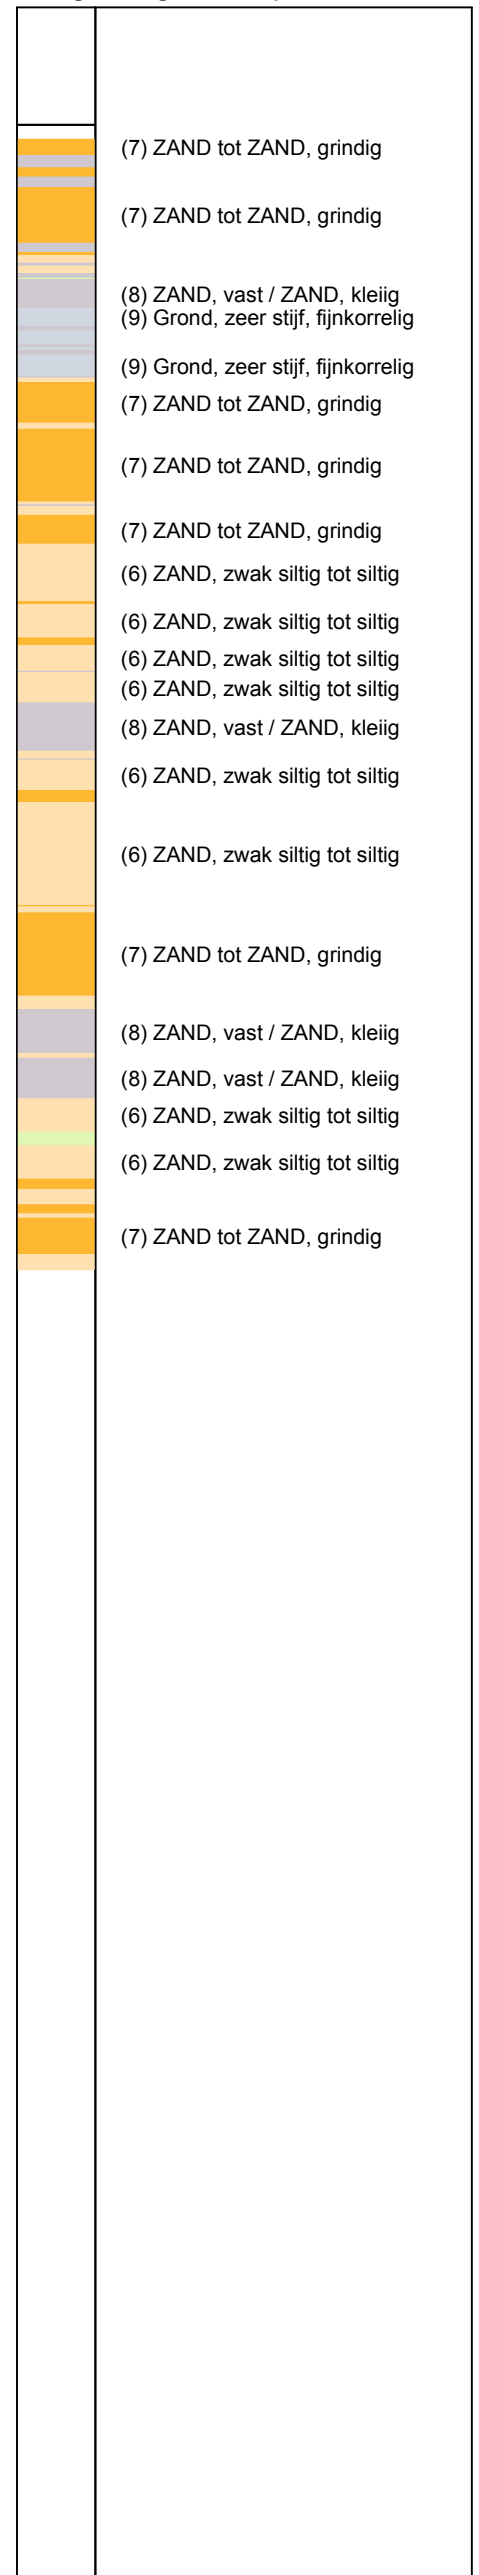 (7) ZAND tot ZAND, grindig
(7) ZAND tot ZAND, grindig
(8) ZAND, vast / ZAND, kleiig
(9) Grond, zeer stijf, fijnkorrelig
(9) Grond, zeer stijf, fijnkorrelig
(7) ZAND tot ZAND, grindig
(7) ZAND tot ZAND, grindig
(7) ZAND tot ZAND, grindig
(6) ZAND, zwak siltig tot siltig
(6) ZAND, zwak siltig tot siltig
(6) ZAND, zwak siltig tot siltig
(6) ZAND, zwak siltig tot siltig
(8) ZAND, vast / ZAND, kleiig
(6) ZAND, zwak siltig tot siltig
(6) ZAND, zwak siltig tot siltig
(7) ZAND tot ZAND, grindig
(8) ZAND, vast / ZAND, kleiig
(8) ZAND, vast / ZAND, kleiig
(6) ZAND, zwak siltig tot siltig
(6) ZAND, zwak siltig tot siltig
(7) ZAND tot ZAND, grindig